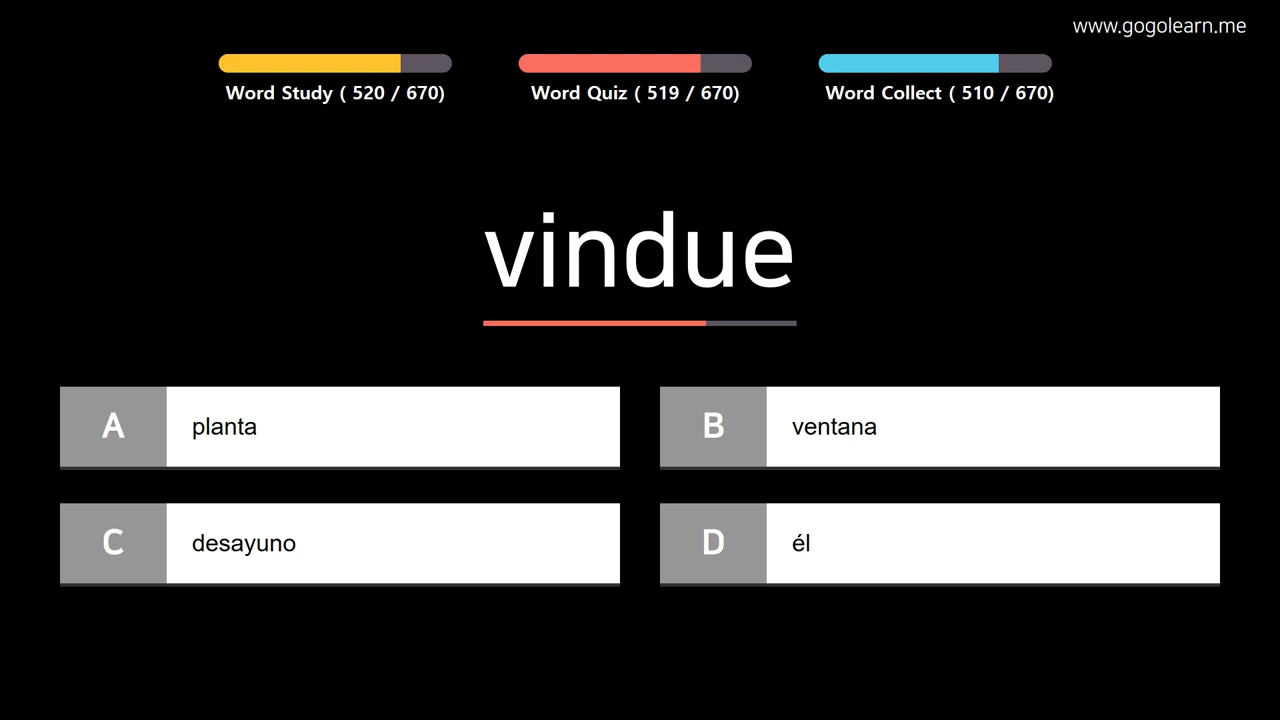 www.gogolearn.me
Word Study ( 520 / 670)
Word Quiz ( 519 / 670)
Word Collect ( 510 / 670)
vindue
A planta
B ventana
C desayuno
D él